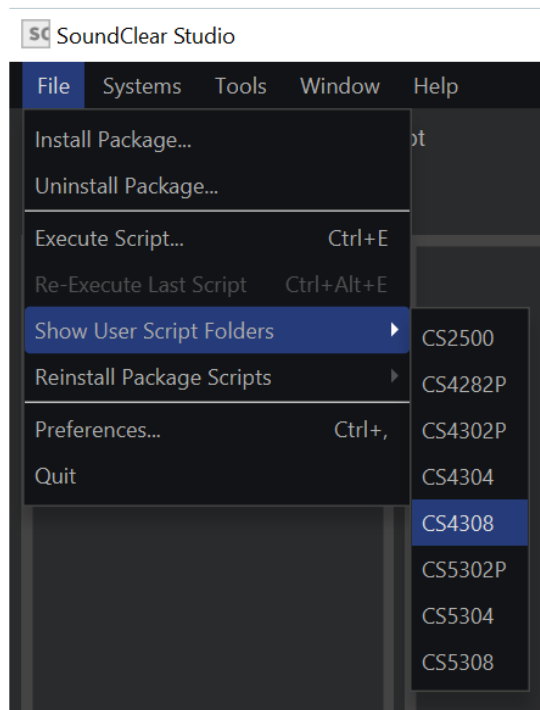 SC SoundClear Studio
File Systems Tools Window Help
Install Package...
Uninstall Package...
Execute Script... Ctrl+E
Re-Execute Last Script Ctrl+Alt+E
Show User Script Folders
Reinstall Package Scripts
Preferences... Ctrl+,
Quit
CS2500
CS4282P
CS4302P
CS4304
CS4308
CS5302P
CS5304
CS5308